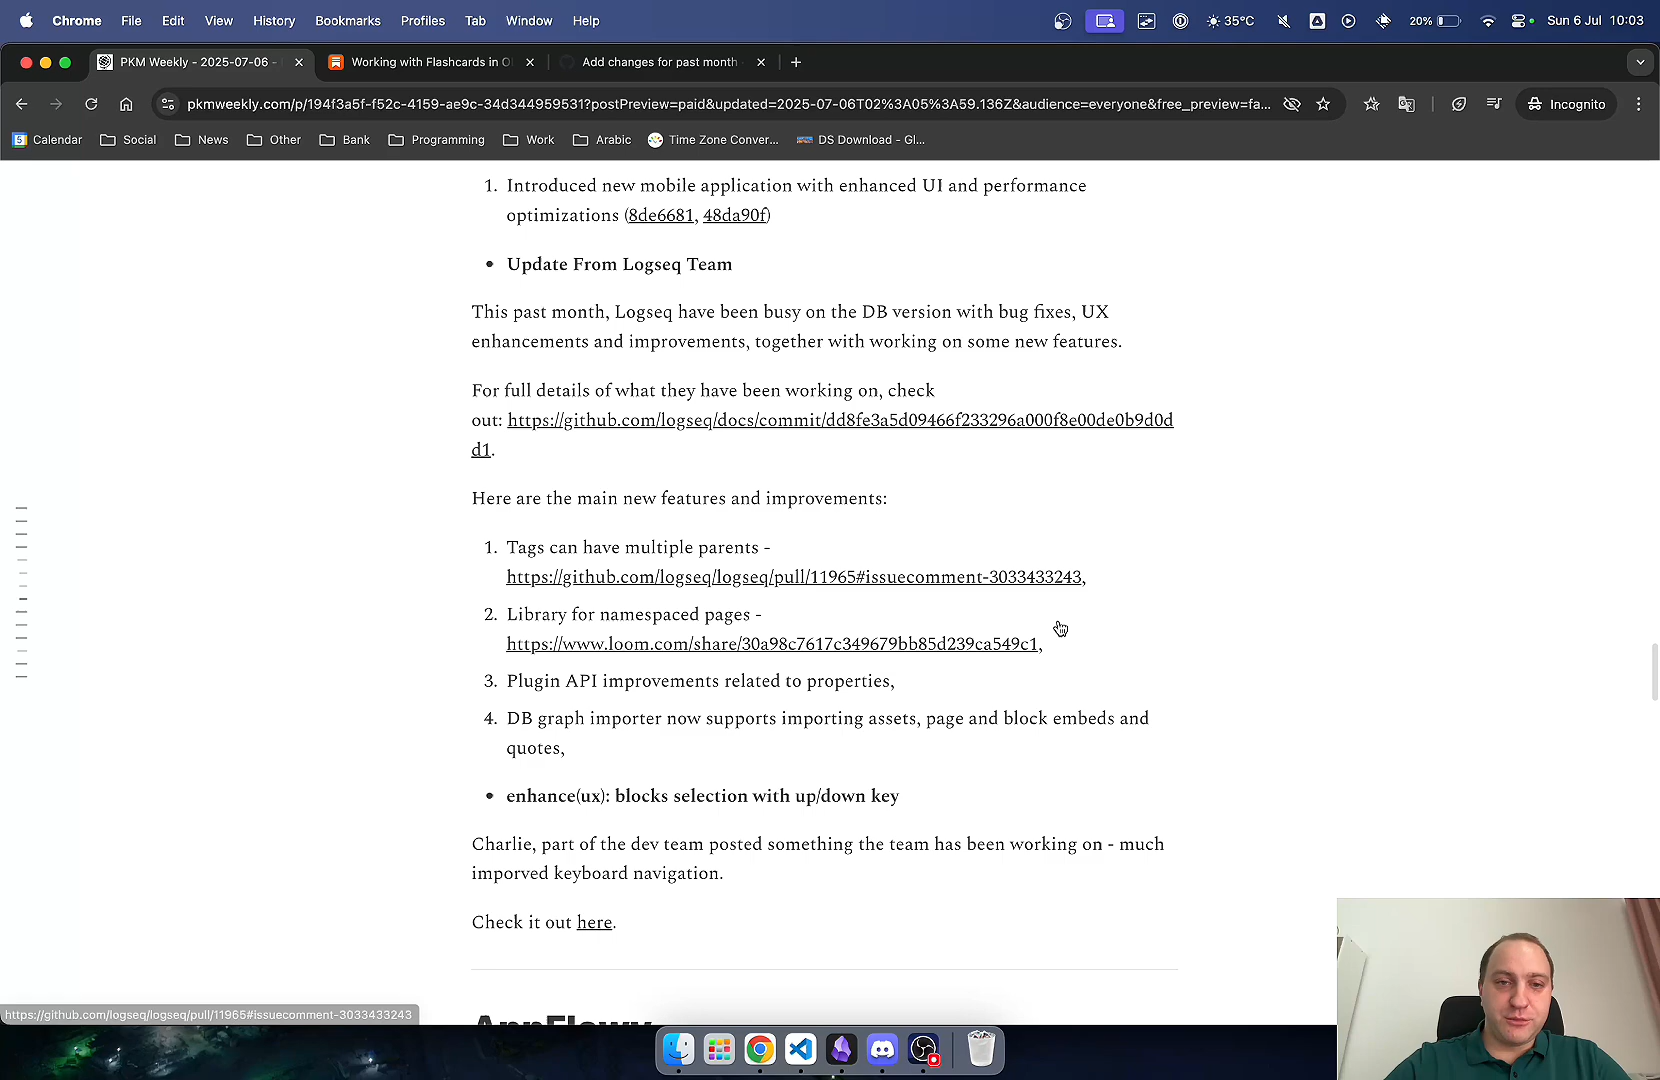 Chrome File Edit View History Bookmarks Profiles Tab Window Help 35°C 20% Sun 6 Jul 10:03
PKM Weekly - 2025-07-06 - Working with Flashcards in O Add changes for past month
pkmweekly.com/p/194f3a5f-f52c-4159-ae9c-34d344959531?postPreview=paid&updated=2025-07-06T02%3A05%3A59.136Z&audience=everyone&free_preview=fa... Incognito
5 Calendar Social News Other Bank Programming Work Arabic Time Zone Conver... DS Download - Gl...
1. Introduced new mobile application with enhanced UI and performance
optimizations (8de6681, 48da90f)
• Update From Logseq Team
This past month, Logseq have been busy on the DB version with bug fixes, UX
enhancements and improvements, together with working on some new features.
For full details of what they have been working on, check
out: https://github.com/logseq/docs/commit/dd8fe3a5d09466f233296a000f8e00de0b9d0d
d1.
Here are the main new features and improvements:
1. Tags can have multiple parents -
https://github.com/logseq/logseq/pull/11965#issuecomment-3033433243,
2. Library for namespaced pages -
https://www.loom.com/share/30a98c7617c349679bb85d239ca549c1,
3. Plugin API improvements related to properties,
4. DB graph importer now supports importing assets, page and block embeds and
quotes,
• enhance(ux): blocks selection with up/down key
Charlie, part of the dev team posted something the team has been working on - much
imporved keyboard navigation.
Check it out here.
https://github.com/logseq/logseq/pull/11965#issuecomment-3033433243